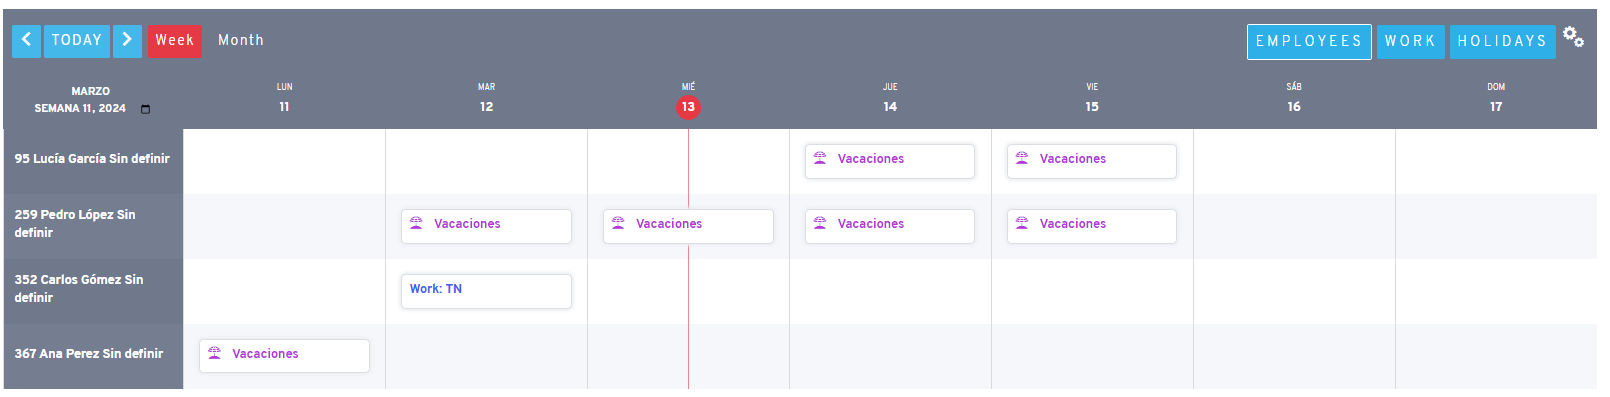 TODAY Week Month EMPLOYEES WORK HOLIDAYS
MARZO
SEMANA 11, 2024
LUN MAR MIÉ JUE VIE SÁB DOM
11 12 13 14 15 16 17
95 Lucía García Sin definir Vacaciones Vacaciones
259 Pedro López Sin
definir
Vacaciones Vacaciones Vacaciones Vacaciones
352 Carlos Gómez Sin
definir
Work: TN
367 Ana Perez Sin definir Vacaciones